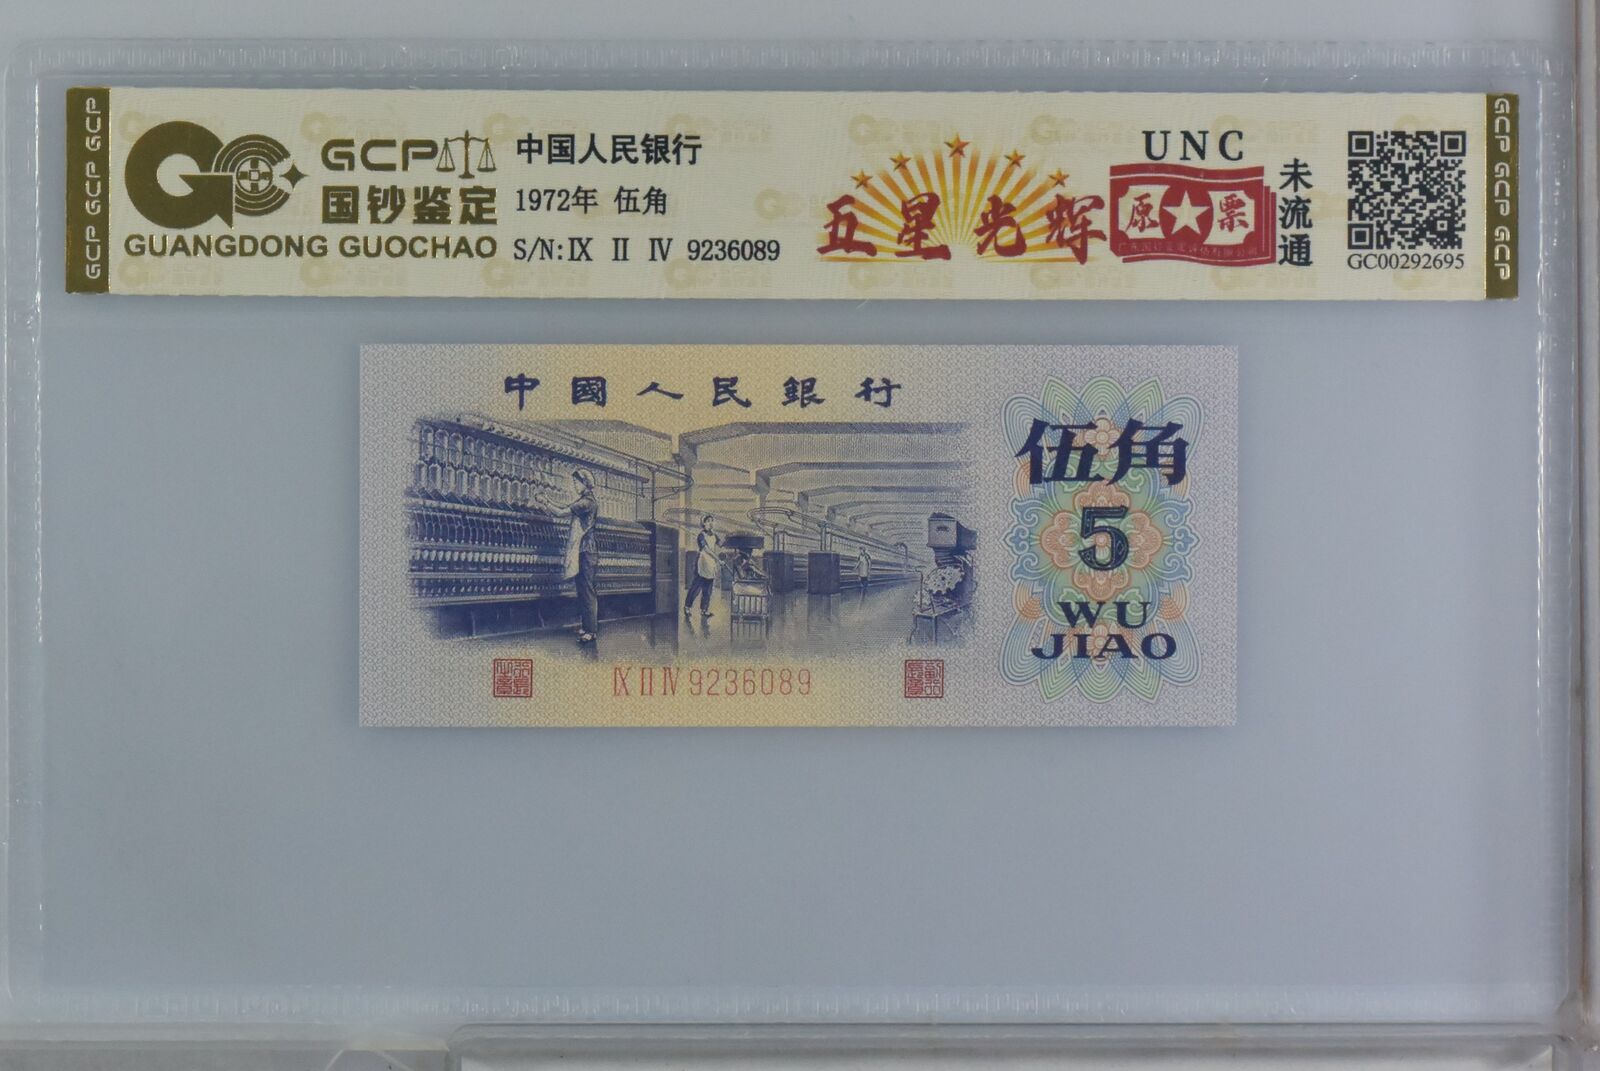 GCP GCP GCP
GCP
国钞鉴定
GUANGDONG GUOCHAO
中国人民银行
1972年 伍角
S/N:Ⅸ Ⅱ Ⅳ 9236089
五星光辉
UNC
原★票
未流通
GC00292695
GCP GCP GCP
中國人民銀行
伍角
5
WU
JIAO
Ⅸ Ⅱ Ⅳ 9236089